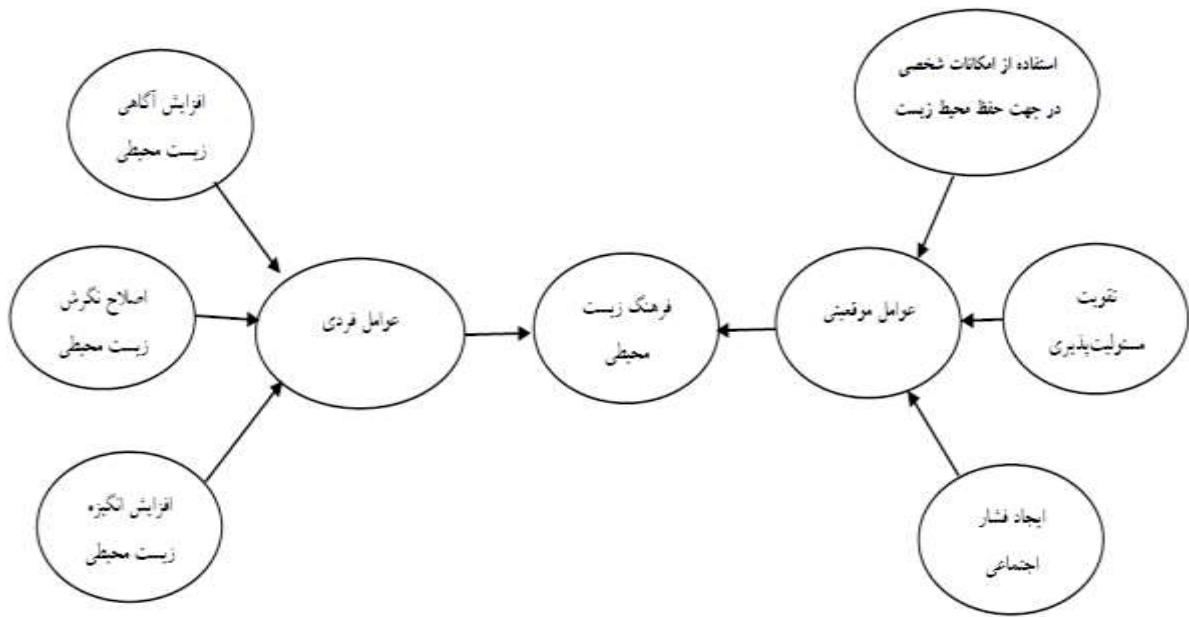 استفاده از امکانات شخصی
در جهت حفظ محیط زیست
تقویت
مسئولیت‌پذیری
ایجاد فشار
اجتماعی
عوامل موقعیتی
فرهنگ زیست
محیطی
عوامل فردی
افزایش آگاهی
زیست محیطی
اصلاح نگرش
زیست محیطی
افزایش انگیزه
زیست محیطی